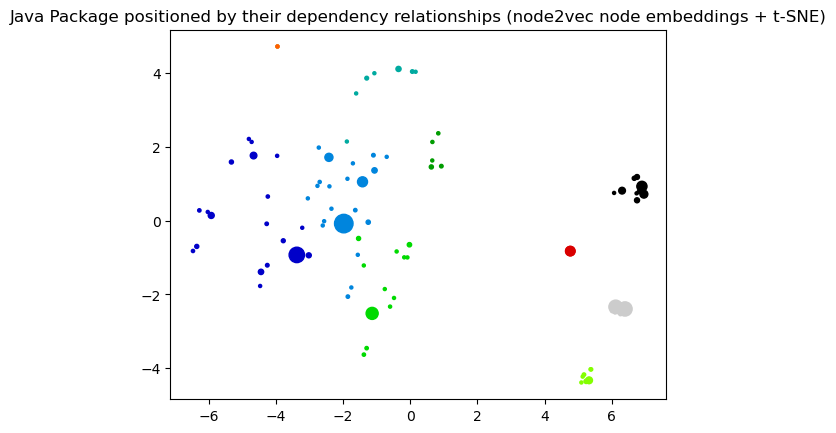 Java Package positioned by their dependency relationships (node2vec node embeddings + t-SNE)
4
2
0
−2
−4
−6 −4 −2 0 2 4 6